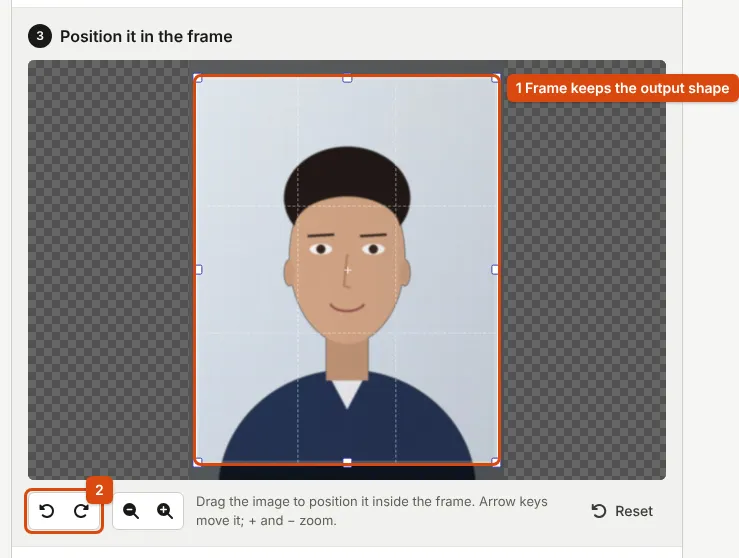 3 Position it in the frame
1 Frame keeps the output shape
2
Drag the image to position it inside the frame. Arrow keys
move it; + and − zoom.
Reset